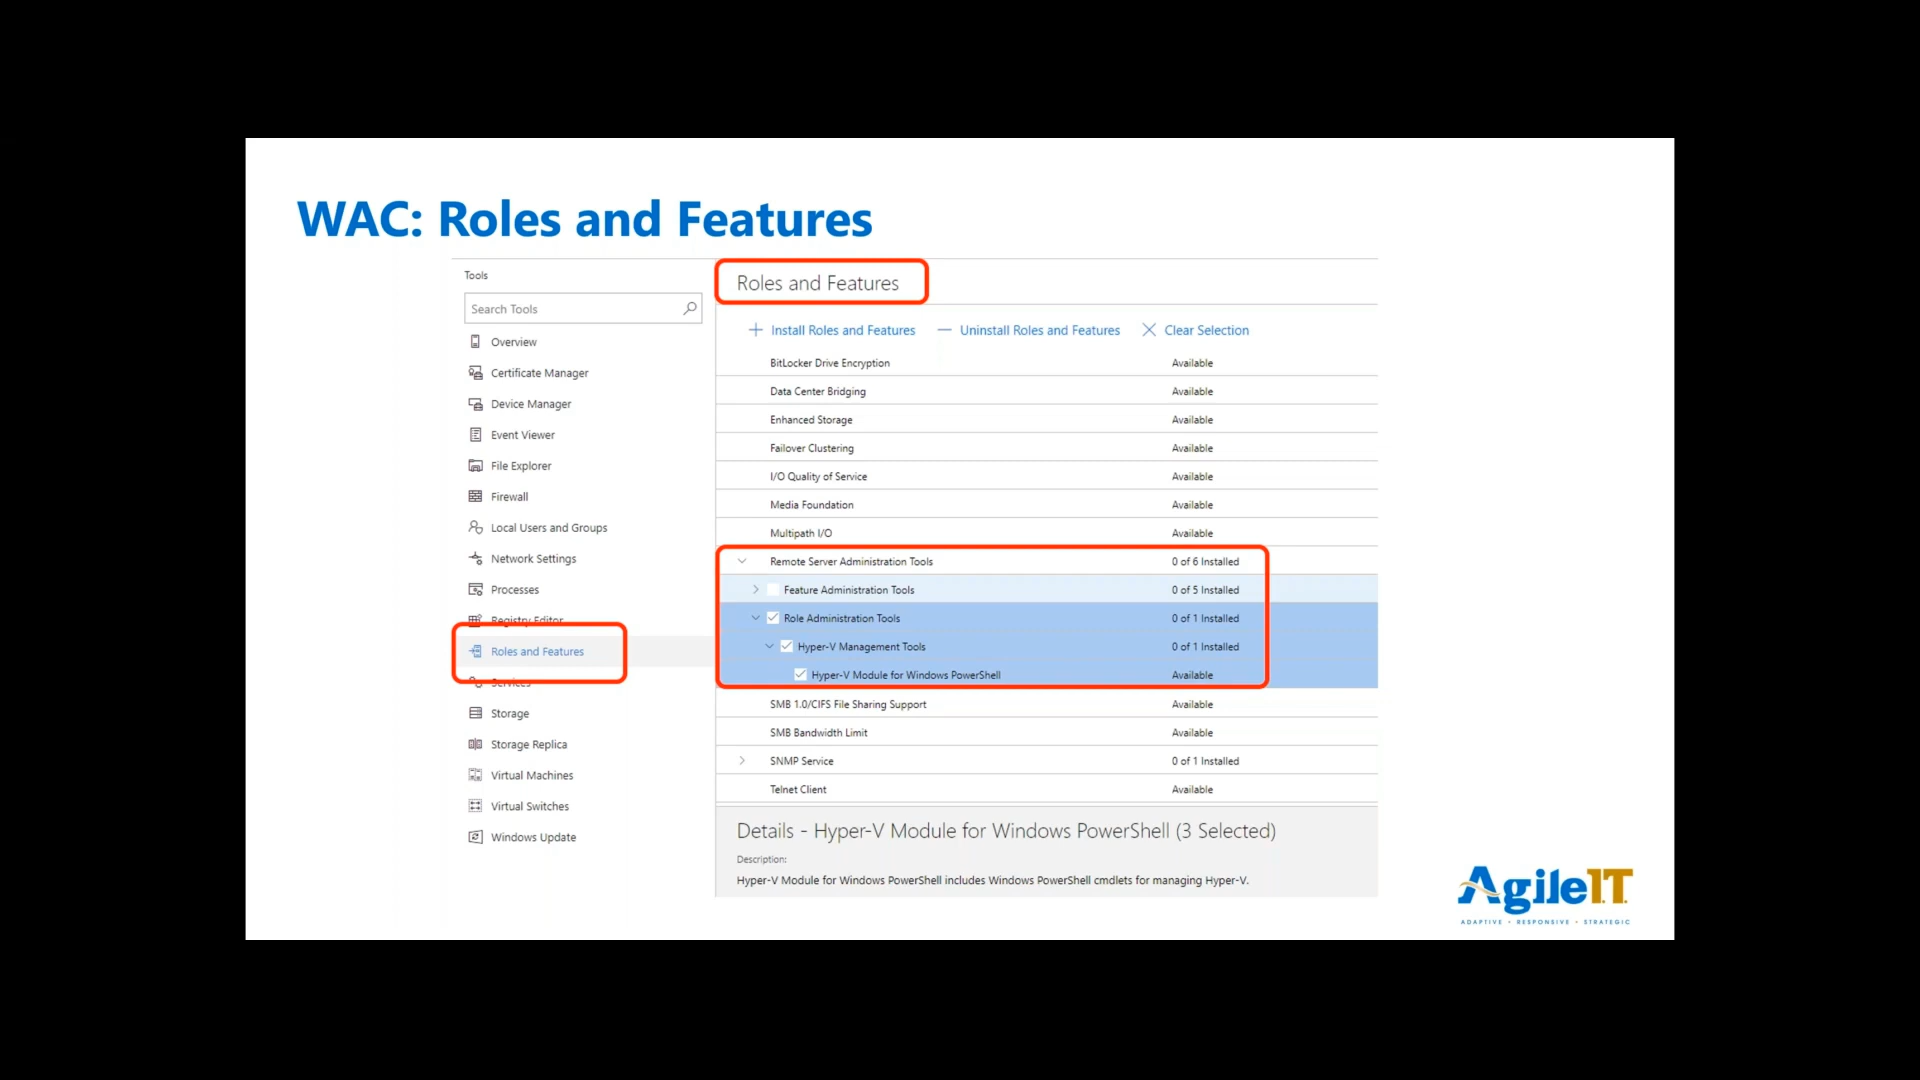 WAC: Roles and Features
Tools
Search Tools
Overview
Certificate Manager
Device Manager
Event Viewer
File Explorer
Firewall
Local Users and Groups
Network Settings
Processes
Registry Editor
Roles and Features
Services
Storage
Storage Replica
Virtual Machines
Virtual Switches
Windows Update
Roles and Features
Install Roles and Features Uninstall Roles and Features Clear Selection
BitLocker Drive Encryption Available
Data Center Bridging Available
Enhanced Storage Available
Failover Clustering Available
I/O Quality of Service Available
Media Foundation Available
Multipath I/O Available
Remote Server Administration Tools 0 of 6 Installed
Feature Administration Tools 0 of 5 Installed
Role Administration Tools 0 of 1 Installed
Hyper-V Management Tools 0 of 1 Installed
Hyper-V Module for Windows PowerShell Available
SMB 1.0/CIFS File Sharing Support Available
SMB Bandwidth Limit Available
SNMP Service 0 of 1 Installed
Telnet Client Available
Details - Hyper-V Module for Windows PowerShell (3 Selected)
Description:
Hyper-V Module for Windows PowerShell includes Windows PowerShell cmdlets for managing Hyper-V.
AgileIT
ADAPTIVE • RESPONSIVE • STRATEGIC